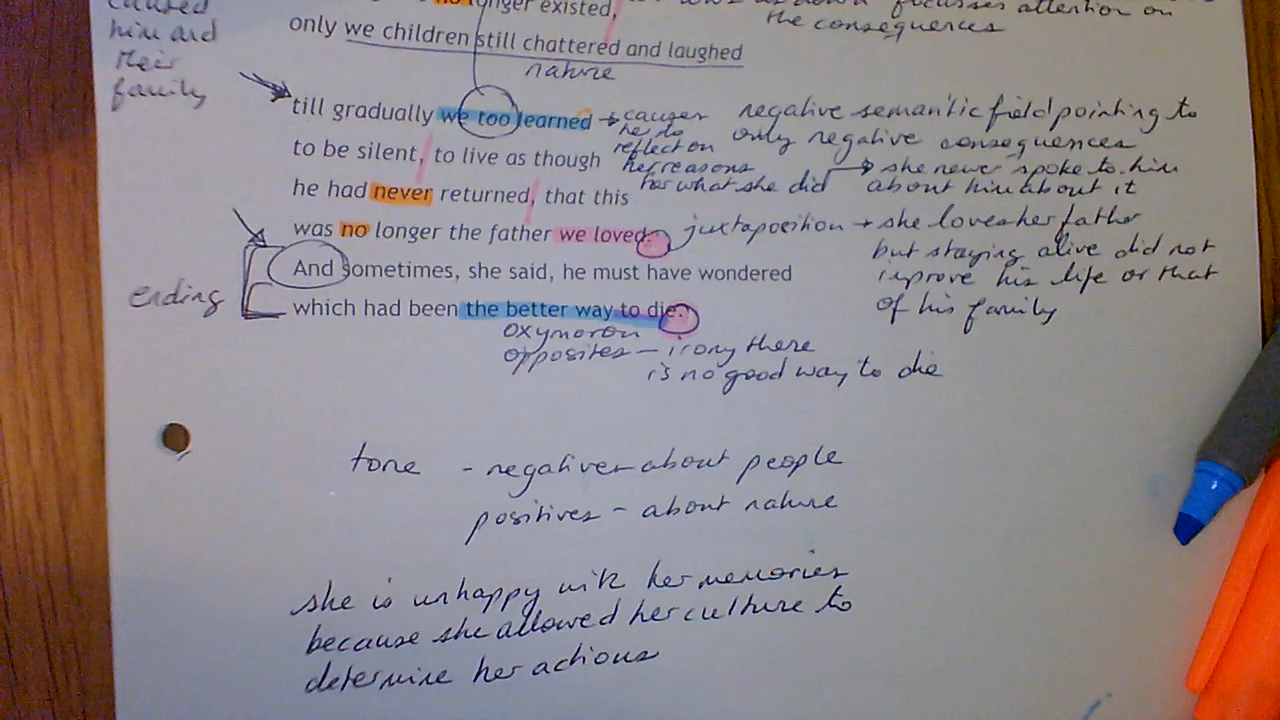 caused
him and
their
family
no longer existed,
focusses attention on
the consequences
only we children still chattered and laughed
nature
till gradually we too learned → causes
he to
reflect on
her reasons
for what she did
negative semantic field pointing to
only negative consequences
→ she never spoke to him
about him about it
to be silent, to live as though
he had never returned, that this
was no longer the father we loved.
juxtaposition → she loves her father
but staying alive did not
improve his life or that
of his family
And sometimes, she said, he must have wondered
which had been the better way to die.
ending
oxymoron
opposites – irony there
is no good way to die
tone - negatives about people
positives - about nature
she is unhappy with her memories
because she allowed her culture to
determine her actions